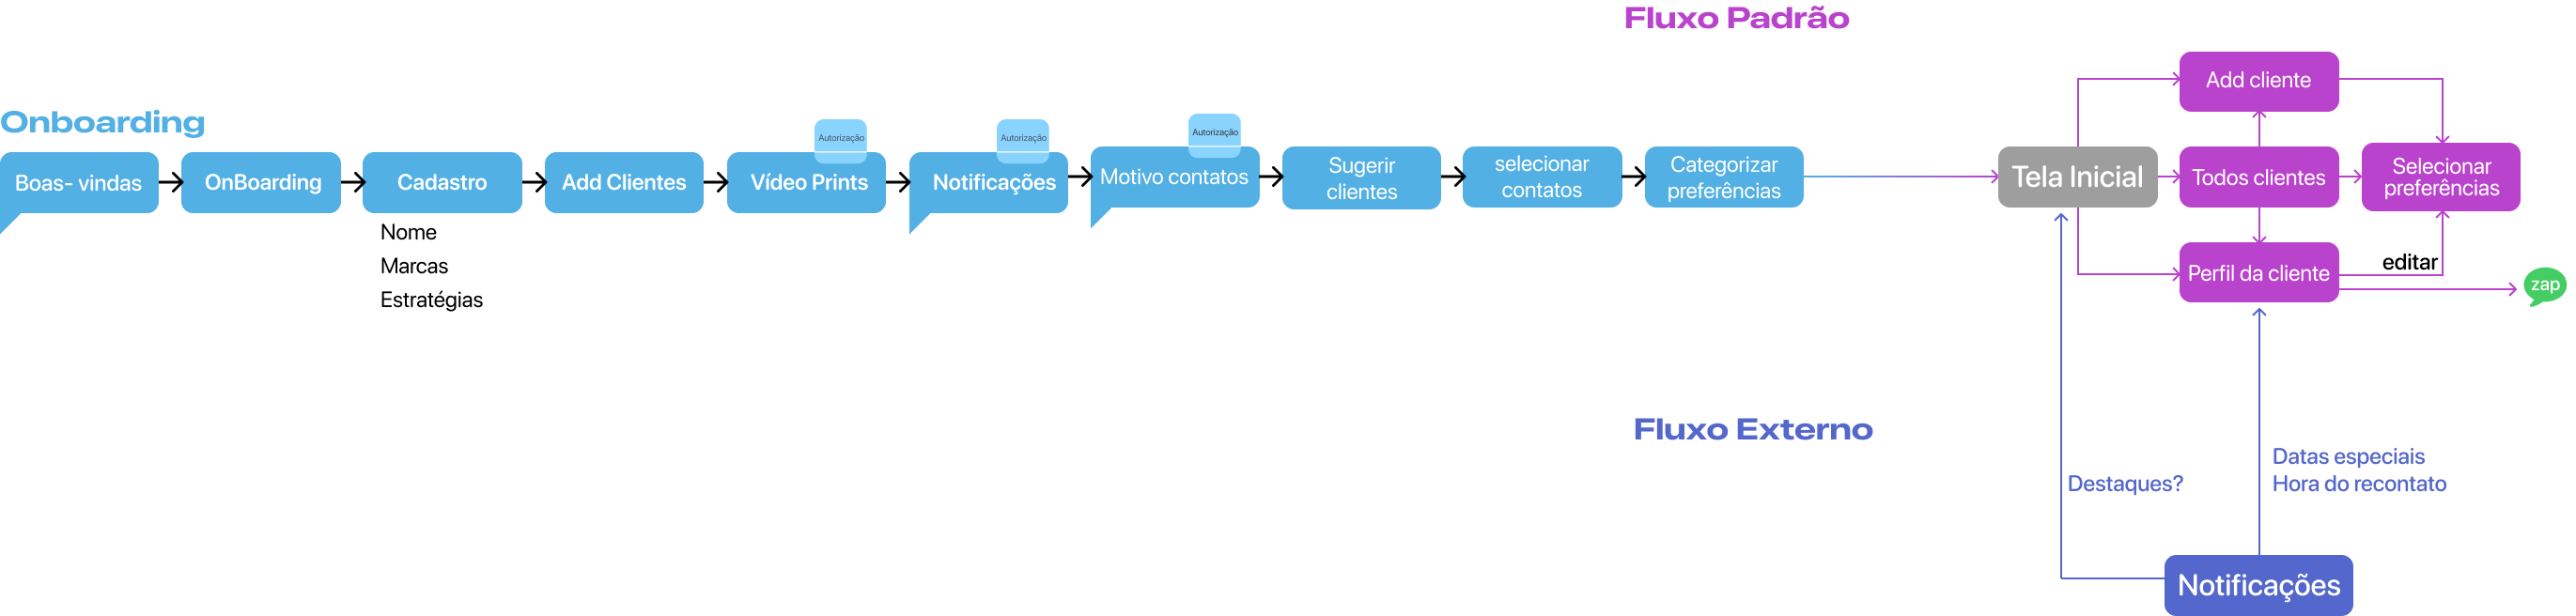 Fluxo Padrão
Onboarding
Boas- vindas
OnBoarding
Cadastro
Nome
Marcas
Estratégias
Add Clientes
Autorização
Vídeo Prints
Autorização
Notificações
Autorização
Motivo contatos
Sugerir
clientes
selecionar
contatos
Categorizar
preferências
Tela Inicial
Add cliente
Todos clientes
Selecionar
preferências
Perfil da cliente
editar
zap
Fluxo Externo
Destaques?
Datas especiais
Hora do recontato
Notificações